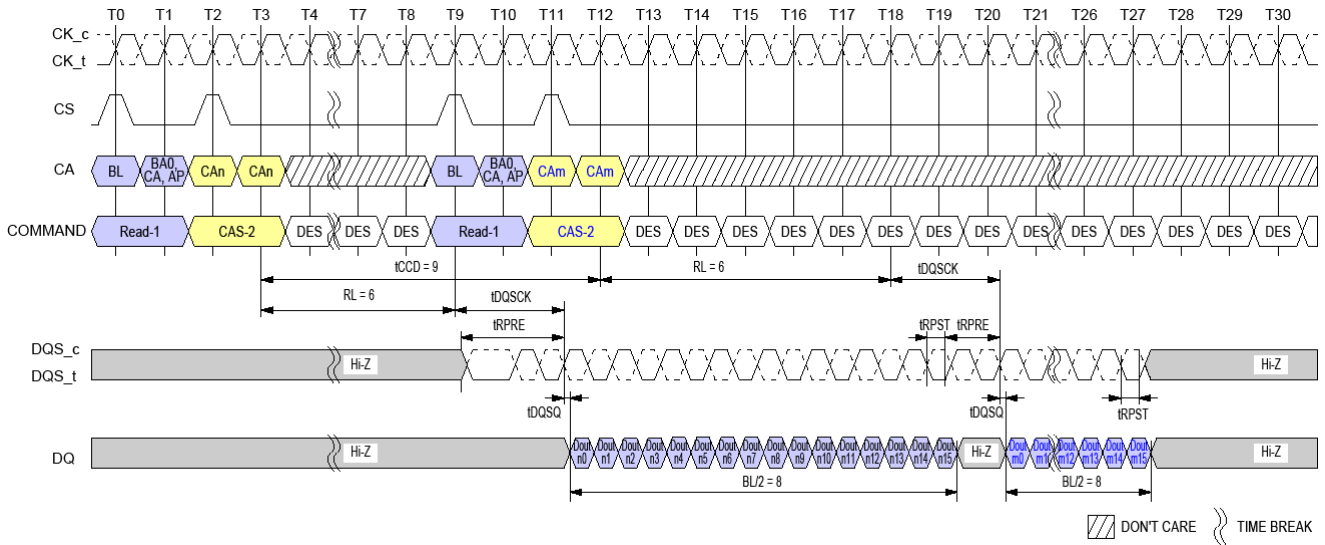 T0 T1 T2 T3 T4 T7 T8 T9 T10 T11 T12 T13 T14 T15 T16 T17 T18 T19 T20 T21 T26 T27 T28 T29 T30
CK_c
CK_t
CS
CA BL BA0, CA, AP CAn CAn BL BA0, CA, AP CAm CAm
COMMAND Read-1 CAS-2 DES DES DES Read-1 CAS-2 DES DES DES DES DES DES DES DES DES DES DES DES DES DES
tCCD = 9 RL = 6 tDQSCK
RL = 6 tDQSCK
tRPRE tRPST tRPRE
DQS_c
DQS_t
Hi-Z Hi-Z
tDQSQ tDQSQ tRPST
DQ Hi-Z Dout n0 Dout n1 Dout n2 Dout n3 Dout n4 Dout n5 Dout n6 Dout n7 Dout n8 Dout n9 Dout n10 Dout n11 Dout n12 Dout n13 Dout n14 Dout n15 Hi-Z Dout m0 Dout m1 Dout m12 Dout m13 Dout m14 Dout m15 Hi-Z
BL/2 = 8 BL/2 = 8
DON'T CARE TIME BREAK